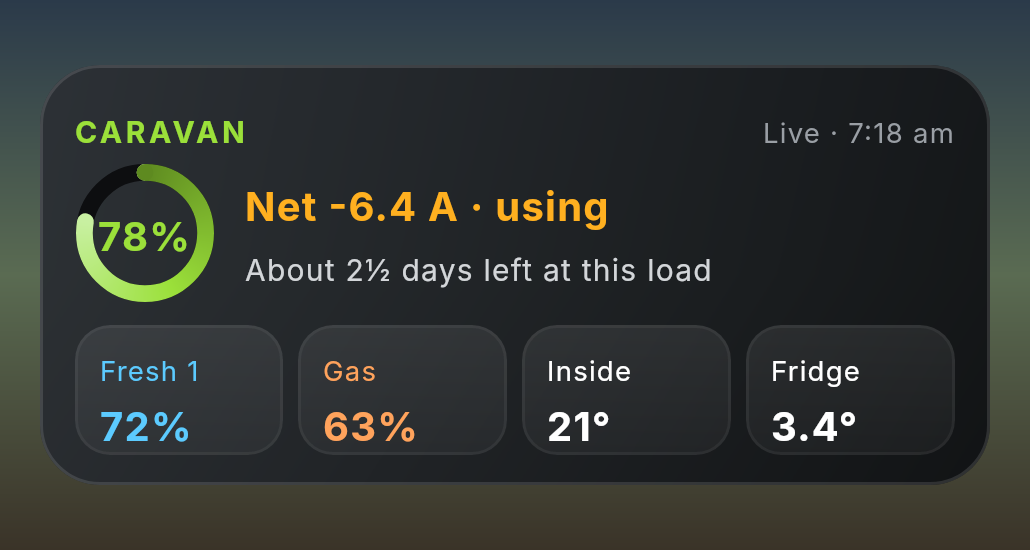 CARAVAN
Live · 7:18 am
78%
Net -6.4 A · using
About 2½ days left at this load
Fresh 1
72%
Gas
63%
Inside
21°
Fridge
3.4°